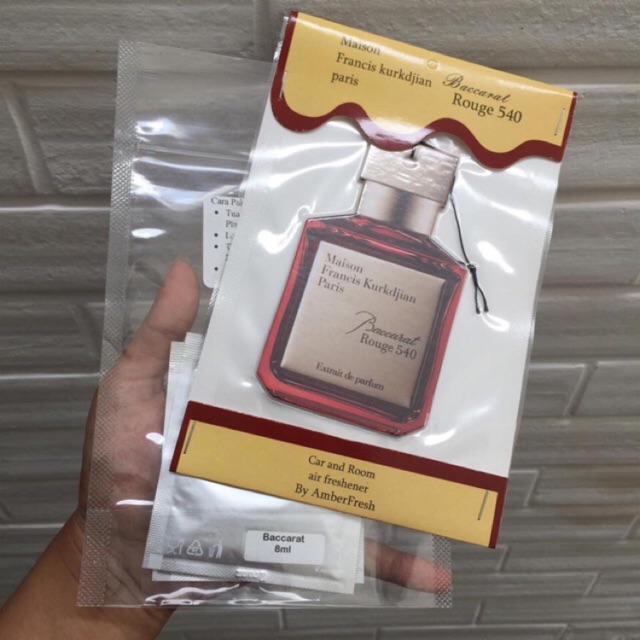 Maison
Francis kurkdjian
paris
Baccarat
Rouge 540
Cara
Maison
Francis Kurkdjian
Paris
Baccarat
Rouge 540
Extrait de parfum
Car and Room
air freshener
By AmberFresh
Baccarat
8ml